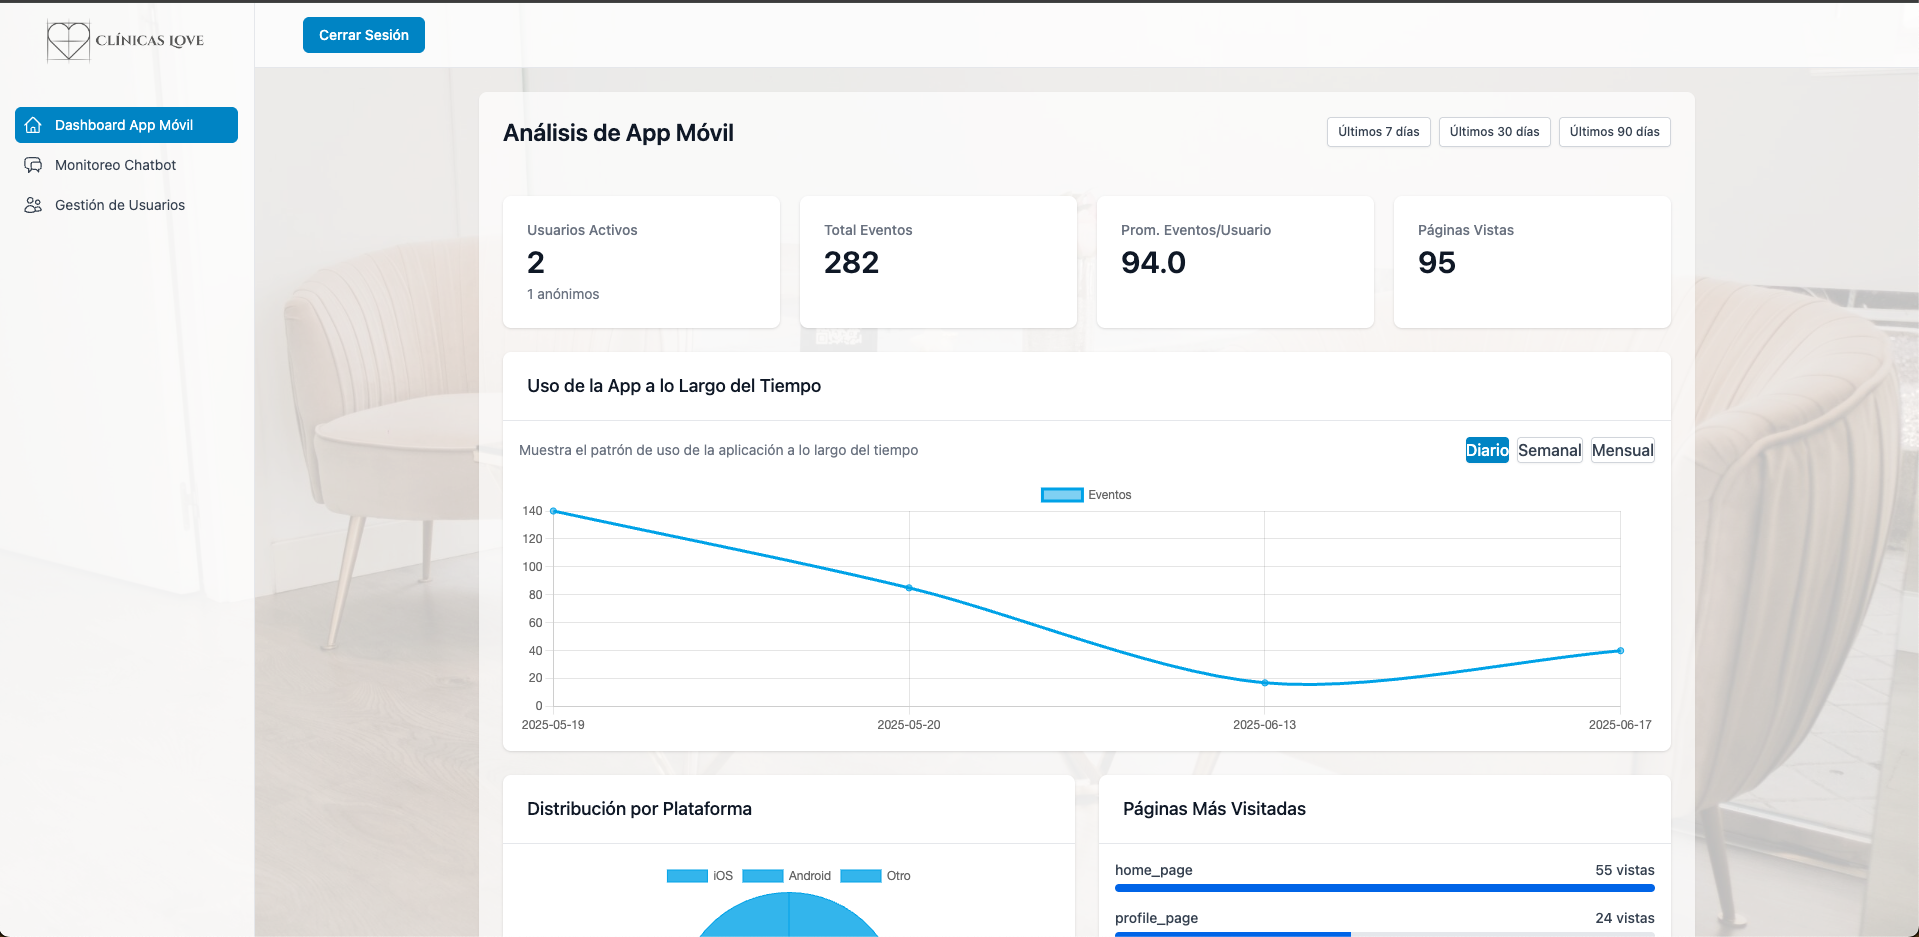 CLÍNICAS LOVE
Cerrar Sesión
Dashboard App Móvil
Monitoreo Chatbot
Gestión de Usuarios
Análisis de App Móvil
Últimos 7 días
Últimos 30 días
Últimos 90 días
Usuarios Activos
2
1 anónimos
Total Eventos
282
Prom. Eventos/Usuario
94.0
Páginas Vistas
95
Uso de la App a lo Largo del Tiempo
Muestra el patrón de uso de la aplicación a lo largo del tiempo
Diario
Semanal
Mensual
Eventos
140
120
100
80
60
40
20
0
2025-05-19
2025-05-20
2025-06-13
2025-06-17
Distribución por Plataforma
iOS
Android
Otro
Páginas Más Visitadas
home_page
55 vistas
profile_page
24 vistas